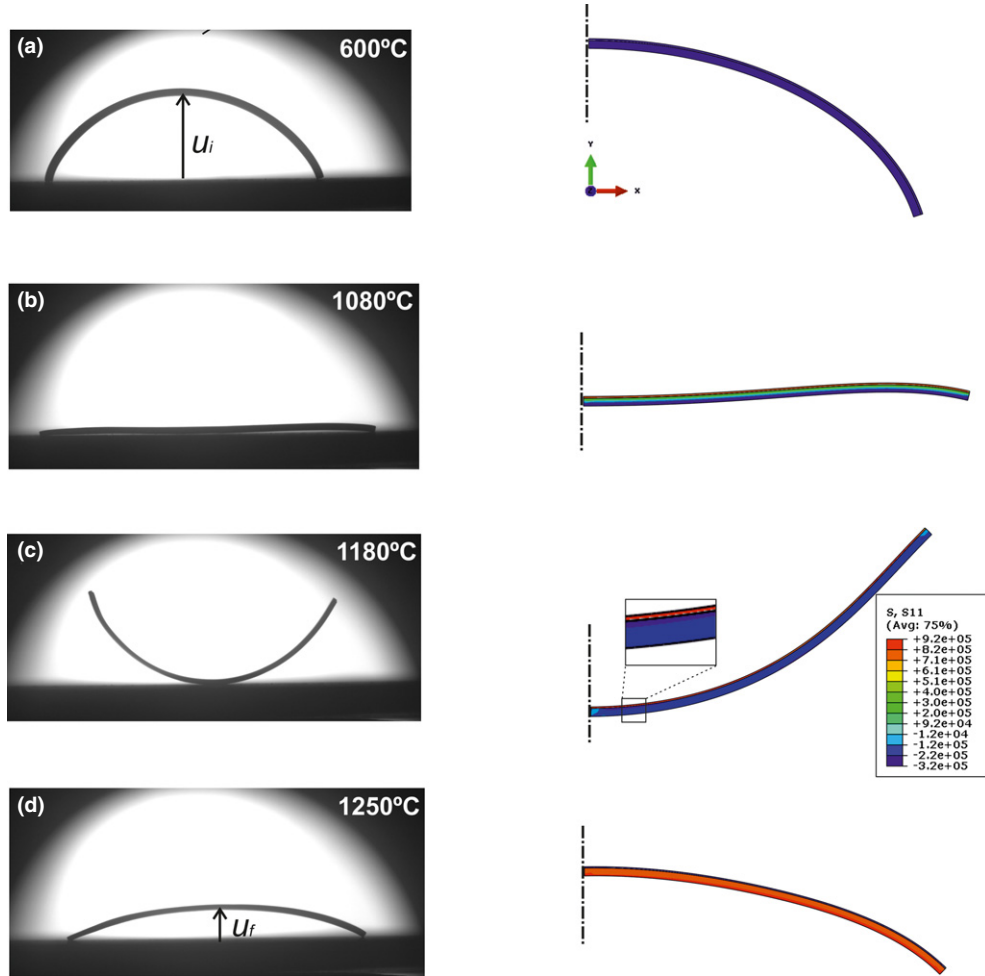 (a)
600ºC
uᵢ
Y
Z
X
(b)
1080ºC
(c)
1180ºC
S, S11
(Avg: 75%)
+9.2e+05
+8.2e+05
+7.1e+05
+6.1e+05
+5.1e+05
+4.0e+05
+3.0e+05
+2.0e+05
+9.2e+04
-1.2e+04
-1.2e+05
-2.2e+05
-3.2e+05
(d)
1250ºC
u_f